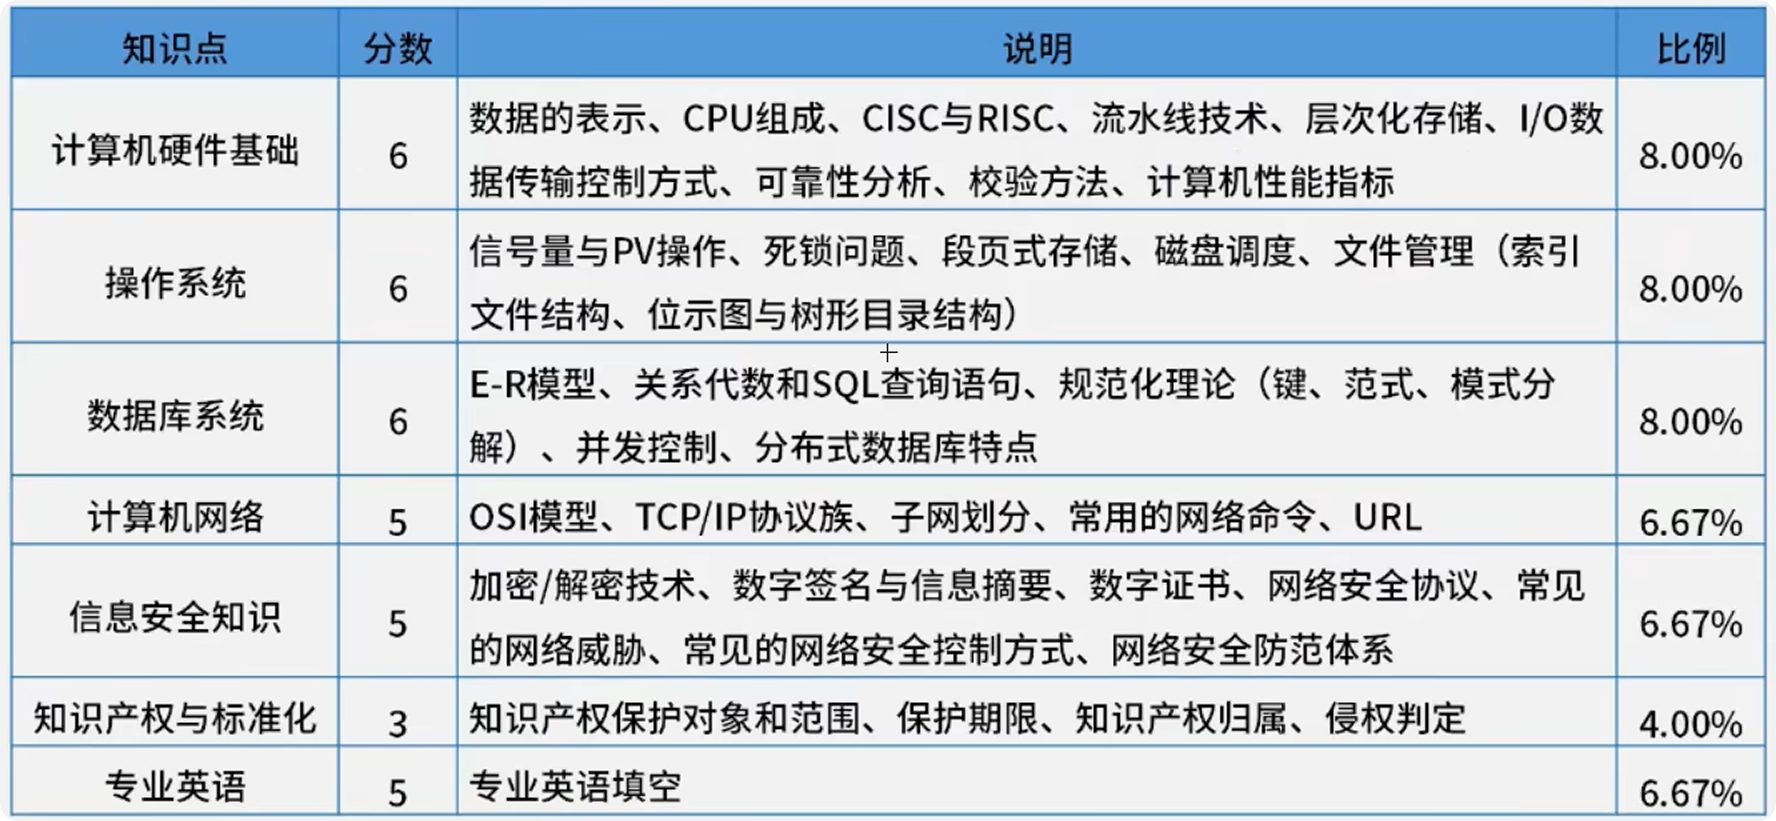 知识点 分数 说明 比例
计算机硬件基础 6 数据的表示、CPU组成、CISC与RISC、流水线技术、层次化存储、I/O数 8.00%
据传输控制方式、可靠性分析、校验方法、计算机性能指标
操作系统 6 信号量与PV操作、死锁问题、段页式存储、磁盘调度、文件管理（索引 8.00%
文件结构、位示图与树形目录结构）
数据库系统 6 E-R模型、关系代数和SQL查询语句、规范化理论（键、范式、模式分 8.00%
解）、并发控制、分布式数据库特点
计算机网络 5 OSI模型、TCP/IP协议族、子网划分、常用的网络命令、URL 6.67%
信息安全知识 5 加密/解密技术、数字签名与信息摘要、数字证书、网络安全协议、常见 6.67%
的网络威胁、常见的网络安全控制方式、网络安全防范体系
知识产权与标准化 3 知识产权保护对象和范围、保护期限、知识产权归属、侵权判定 4.00%
专业英语 5 专业英语填空 6.67%